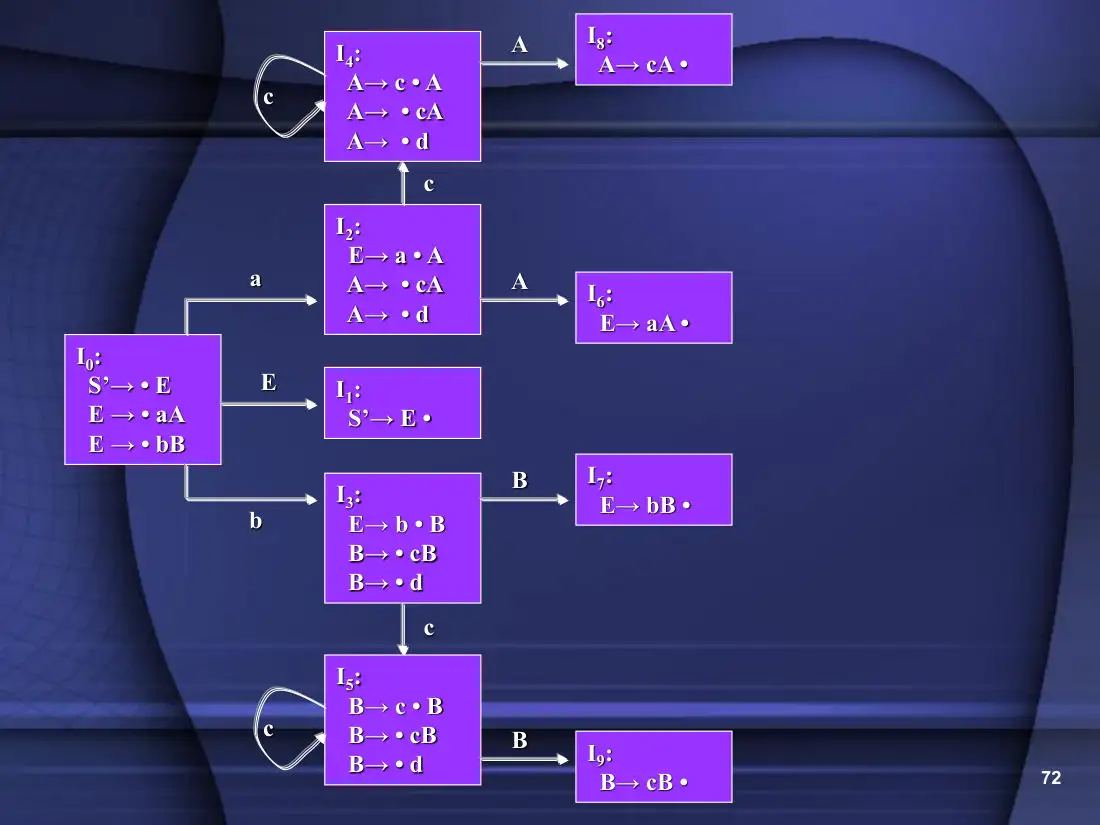 I4:
A→ c • A
A→ • cA
A→ • d
A
I8:
A→ cA •
c
c
I2:
E→ a • A
A→ • cA
A→ • d
a
A
I6:
E→ aA •
I0:
S’→ • E
E → • aA
E → • bB
E
I1:
S’→ E •
b
I3:
E→ b • B
B→ • cB
B→ • d
B
I7:
E→ bB •
c
I5:
B→ c • B
B→ • cB
B→ • d
c
B
I9:
B→ cB •
72